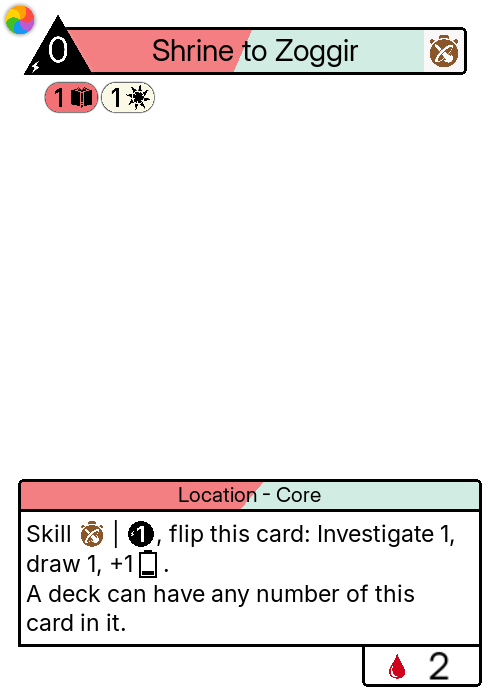 0 Shrine to Zoggir
1 1
Location - Core
Skill | 1, flip this card: Investigate 1,
draw 1, +1 .
A deck can have any number of this
card in it.
2